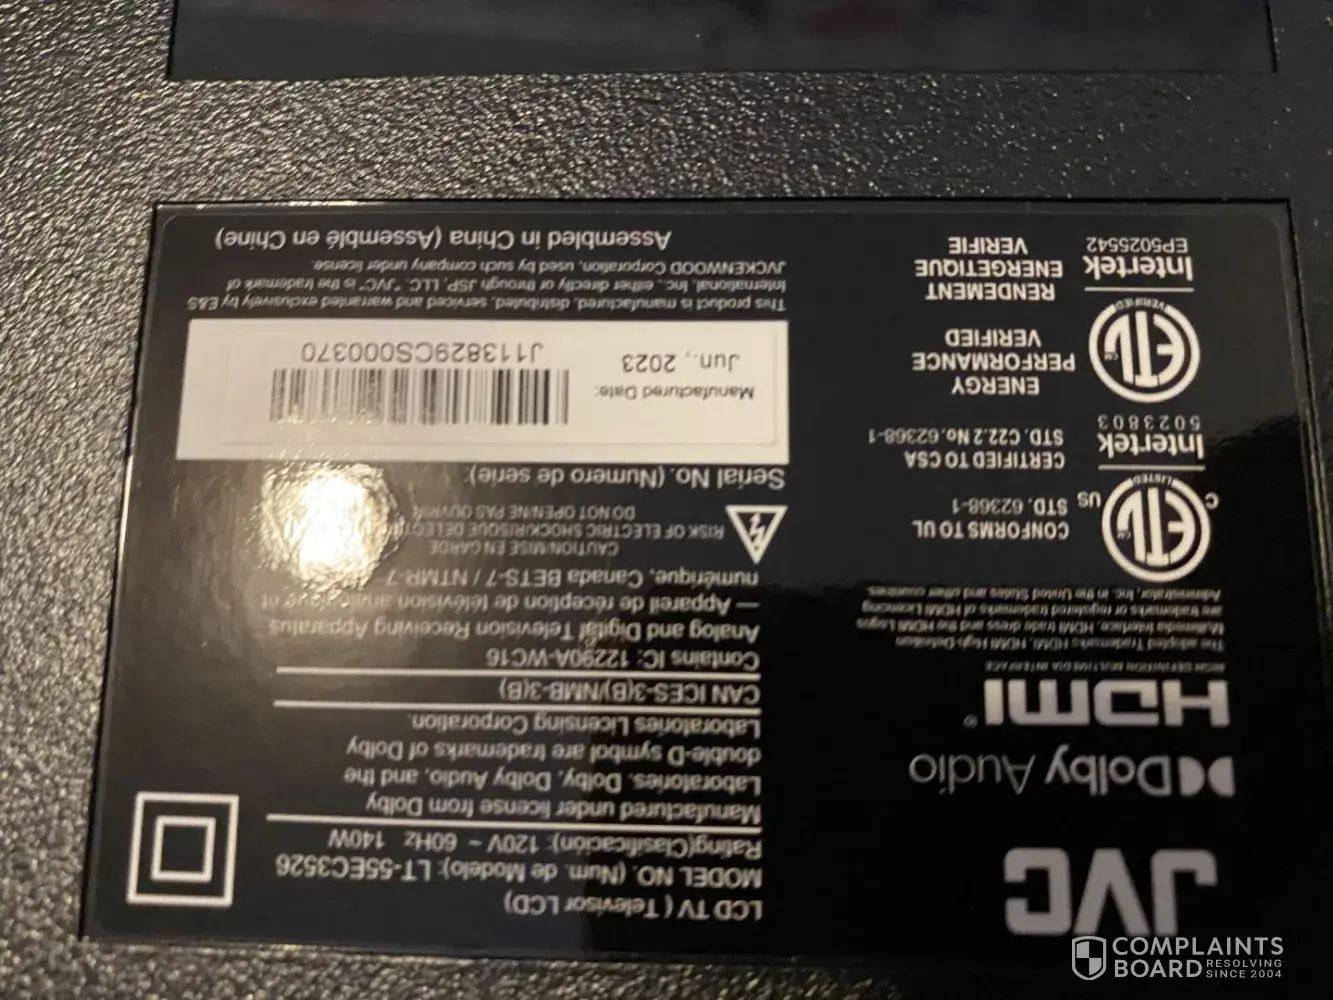 JVC
Dolby Audio
HDMI®
HIGH DEFINITION MULTIMEDIA INTERFACE
The adopted Trademarks HDMI, HDMI High-Definition
Multimedia Interface, HDMI trade dress and the HDMI Logos
are trademarks or registered trademarks of HDMI Licensing
Administrator, Inc. in the United States and other countries.
C ETL US
LISTED
CONFORMS TO UL
STD. 62368-1
CERTIFIED TO CSA
STD. C22.2 No. 62368-1
Intertek
5023803
ETL CM
VERIFIED
ENERGY
PERFORMANCE
VERIFIED
RENDEMENT
ENERGETIQUE
VERIFIE
Intertek
EP5025542
LCD TV ( Televisor LCD)
MODEL NO. (Num. de Modelo): LT-55EC3526
Rating(Clasificacion): 120V ~ 60Hz 140W
Manufactured under license from Dolby
Laboratories. Dolby, Dolby Audio, and the
double-D symbol are trademarks of Dolby
Laboratories Licensing Corporation.
CAN ICES-3(B)/NMB-3(B)
Contains IC: 12290A-WC16
Analog and Digital Television Receiving Apparatus
— Appareil de réception de télévision analogique et
numérique, Canada BETS-7 / NTMR-7
CAUTION/MISE EN GARDE
RISK OF ELECTRIC SHOCK/RISQUE DE
DO NOT OPEN/NE PAS OUVRIR
Serial No. (Numero de serie):
Manufactured Date:
Jun., 2023
J113829CS000370
This product is manufactured, distributed, serviced and warranted exclusively by E&S
International, Inc., either directly or through JSP, LLC, "JVC" is the trademark of
JVCKENWOOD Corporation, used by such company under license.
Assembled in China (Assemblé en Chine)
COMPLAINTS
BOARD RESOLVING
SINCE 2004